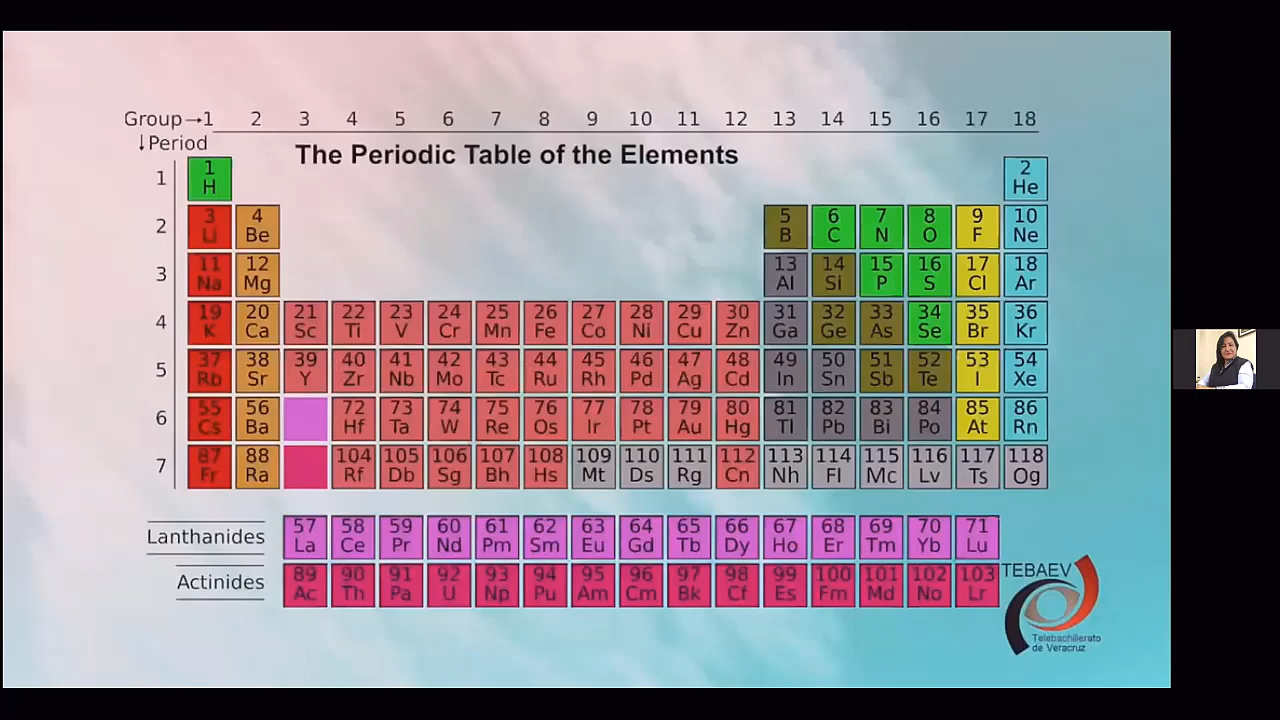 Group→1 2 3 4 5 6 7 8 9 10 11 12 13 14 15 16 17 18
↓Period
The Periodic Table of the Elements
1 1 H 2 He
2 3 Li 4 Be 5 B 6 C 7 N 8 O 9 F 10 Ne
3 11 Na 12 Mg 13 Al 14 Si 15 P 16 S 17 Cl 18 Ar
4 19 K 20 Ca 21 Sc 22 Ti 23 V 24 Cr 25 Mn 26 Fe 27 Co 28 Ni 29 Cu 30 Zn 31 Ga 32 Ge 33 As 34 Se 35 Br 36 Kr
5 37 Rb 38 Sr 39 Y 40 Zr 41 Nb 42 Mo 43 Tc 44 Ru 45 Rh 46 Pd 47 Ag 48 Cd 49 In 50 Sn 51 Sb 52 Te 53 I 54 Xe
6 55 Cs 56 Ba 72 Hf 73 Ta 74 W 75 Re 76 Os 77 Ir 78 Pt 79 Au 80 Hg 81 Tl 82 Pb 83 Bi 84 Po 85 At 86 Rn
7 87 Fr 88 Ra 104 Rf 105 Db 106 Sg 107 Bh 108 Hs 109 Mt 110 Ds 111 Rg 112 Cn 113 Nh 114 Fl 115 Mc 116 Lv 117 Ts 118 Og
Lanthanides 57 La 58 Ce 59 Pr 60 Nd 61 Pm 62 Sm 63 Eu 64 Gd 65 Tb 66 Dy 67 Ho 68 Er 69 Tm 70 Yb 71 Lu
Actinides 89 Ac 90 Th 91 Pa 92 U 93 Np 94 Pu 95 Am 96 Cm 97 Bk 98 Cf 99 Es 100 Fm 101 Md 102 No 103 Lr
TEBAEV
Telebachillerato
de Veracruz